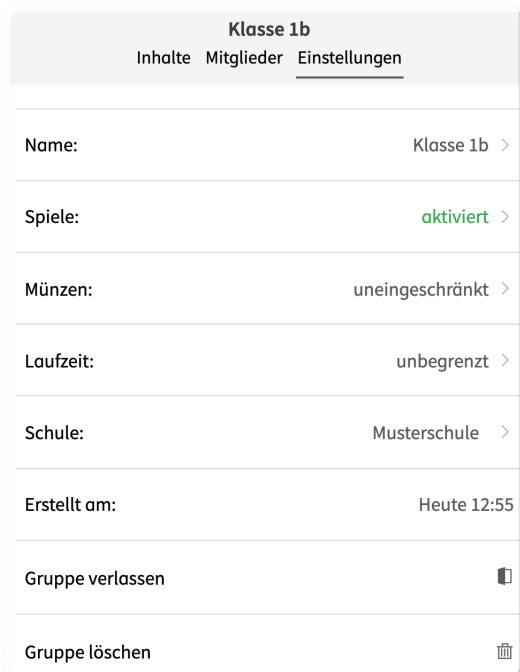 Klasse 1b
Inhalte Mitglieder Einstellungen
Name: Klasse 1b
Spiele: aktiviert
Münzen: uneingeschränkt
Laufzeit: unbegrenzt
Schule: Musterschule
Erstellt am: Heute 12:55
Gruppe verlassen
Gruppe löschen